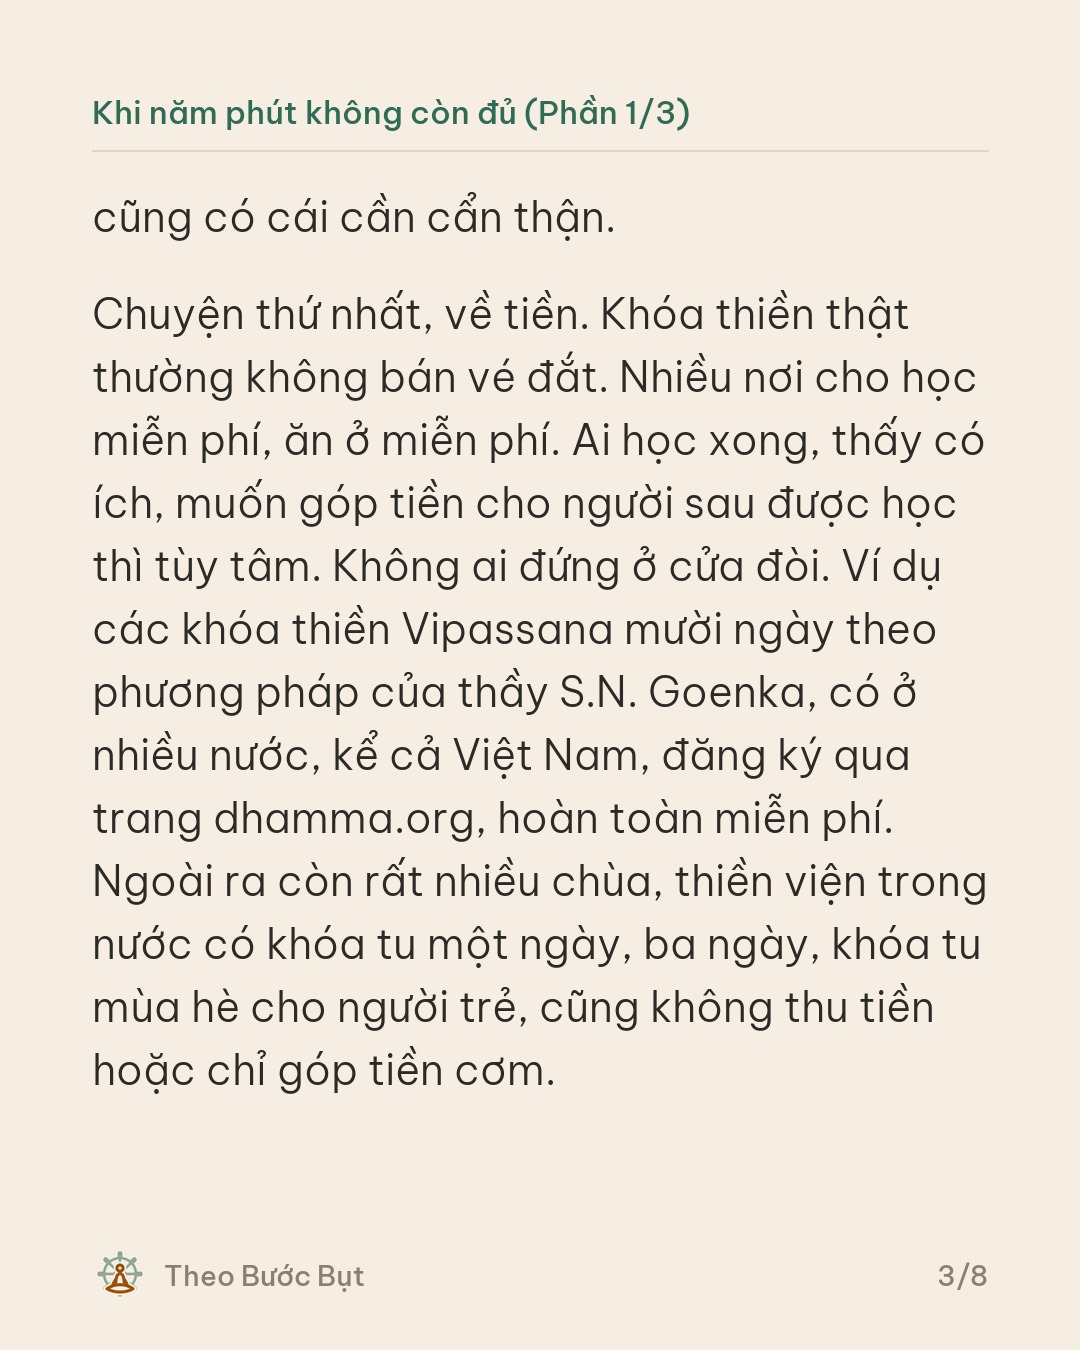 Khi năm phút không còn đủ (Phần 1/3)
cũng có cái cần cẩn thận.
Chuyện thứ nhất, về tiền. Khóa thiền thật
thường không bán vé đắt. Nhiều nơi cho học
miễn phí, ăn ở miễn phí. Ai học xong, thấy có
ích, muốn góp tiền cho người sau được học
thì tùy tâm. Không ai đứng ở cửa đòi. Ví dụ
các khóa thiền Vipassana mười ngày theo
phương pháp của thầy S.N. Goenka, có ở
nhiều nước, kể cả Việt Nam, đăng ký qua
trang dhamma.org, hoàn toàn miễn phí.
Ngoài ra còn rất nhiều chùa, thiền viện trong
nước có khóa tu một ngày, ba ngày, khóa tu
mùa hè cho người trẻ, cũng không thu tiền
hoặc chỉ góp tiền cơm.
Theo Bước Bụt
3/8